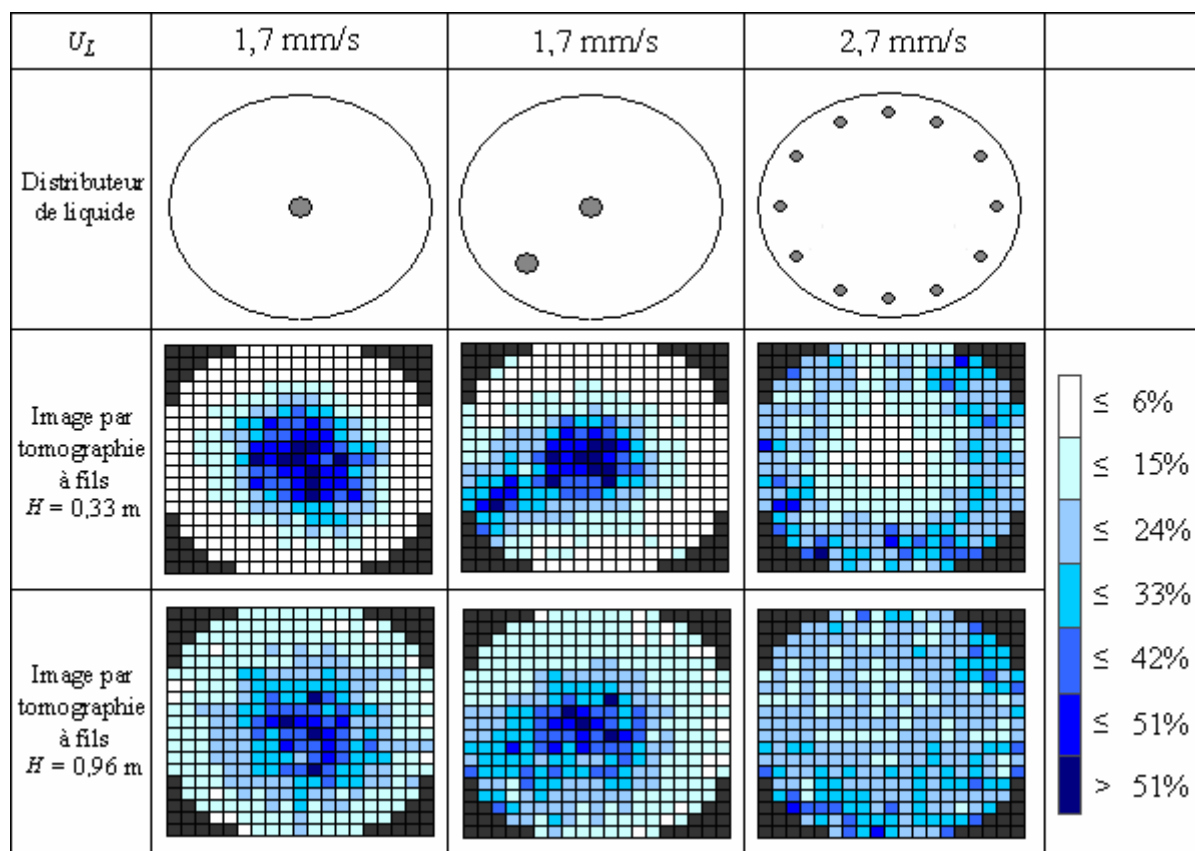 U_L
1,7 mm/s
1,7 mm/s
2,7 mm/s
Distributeur
de liquide
Image par
tomographie
à fils
H = 0,33 m
≤ 6%
≤ 15%
≤ 24%
≤ 33%
≤ 42%
≤ 51%
> 51%
Image par
tomographie
à fils
H = 0,96 m